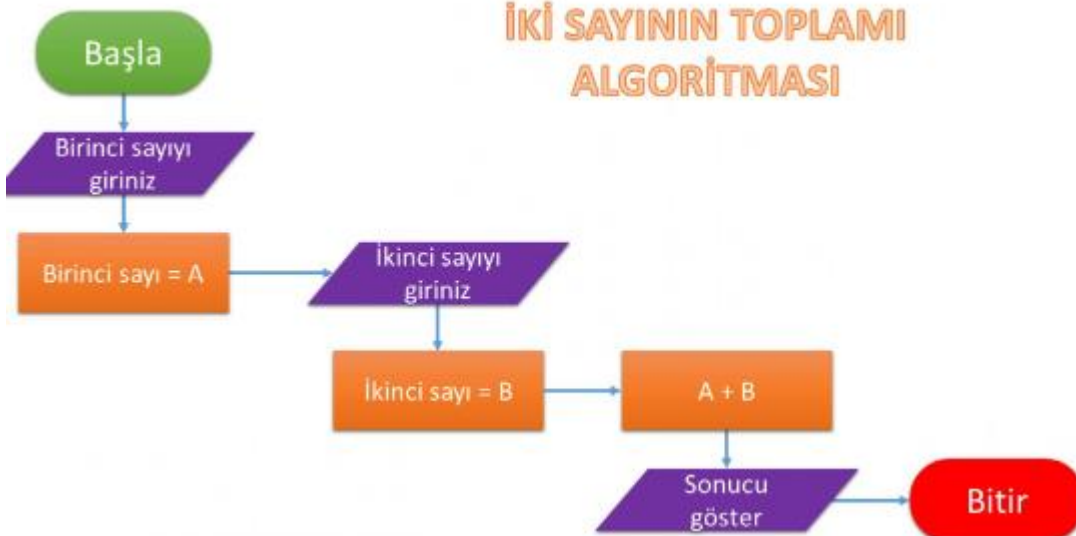 İKİ SAYININ TOPLAMI
ALGORİTMASI
Başla
Birinci sayıyı
giriniz
Birinci sayı = A
İkinci sayıyı
giriniz
İkinci sayı = B
A + B
Sonucu
göster
Bitir